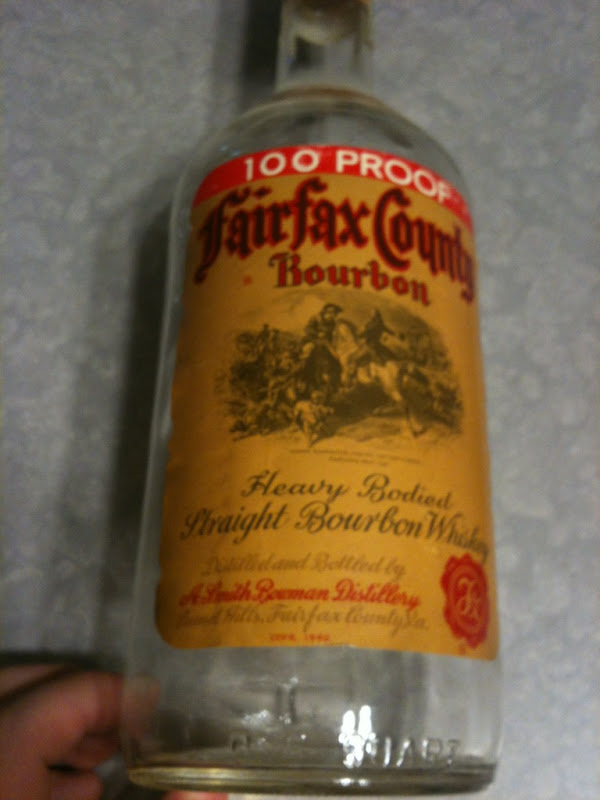 100 PROOF
Fairfax County
Bourbon
Heavy Bodied
Straight Bourbon Whiskey
Distilled and Bottled by
A. Smith Bowman Distillery
Fairfax County, Va.
QUART